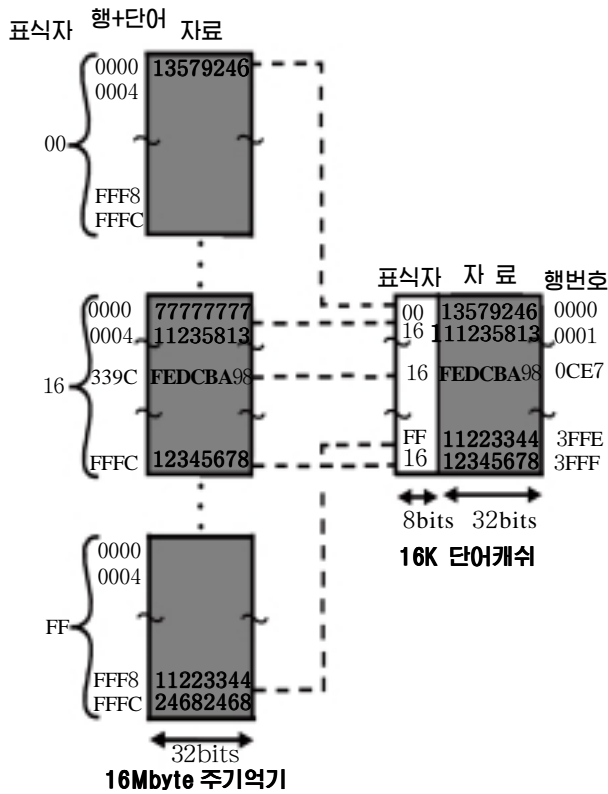 표식자 행+단어 자료
0000 13579246
0004
00
FFF8
FFFC
표식자 자 료 행번호
0000 77777777
0004 11235813
16 339C FEDCBA98
FFFC 12345678
00 13579246 0000
16 111235813 0001
16 FEDCBA98 0CE7
FF 11223344 3FFE
16 12345678 3FFF
8bits 32bits
16K 단어캐쉬
0000
0004
FF
FFF8 11223344
FFFC 24682468
32bits
16Mbyte 주기억기